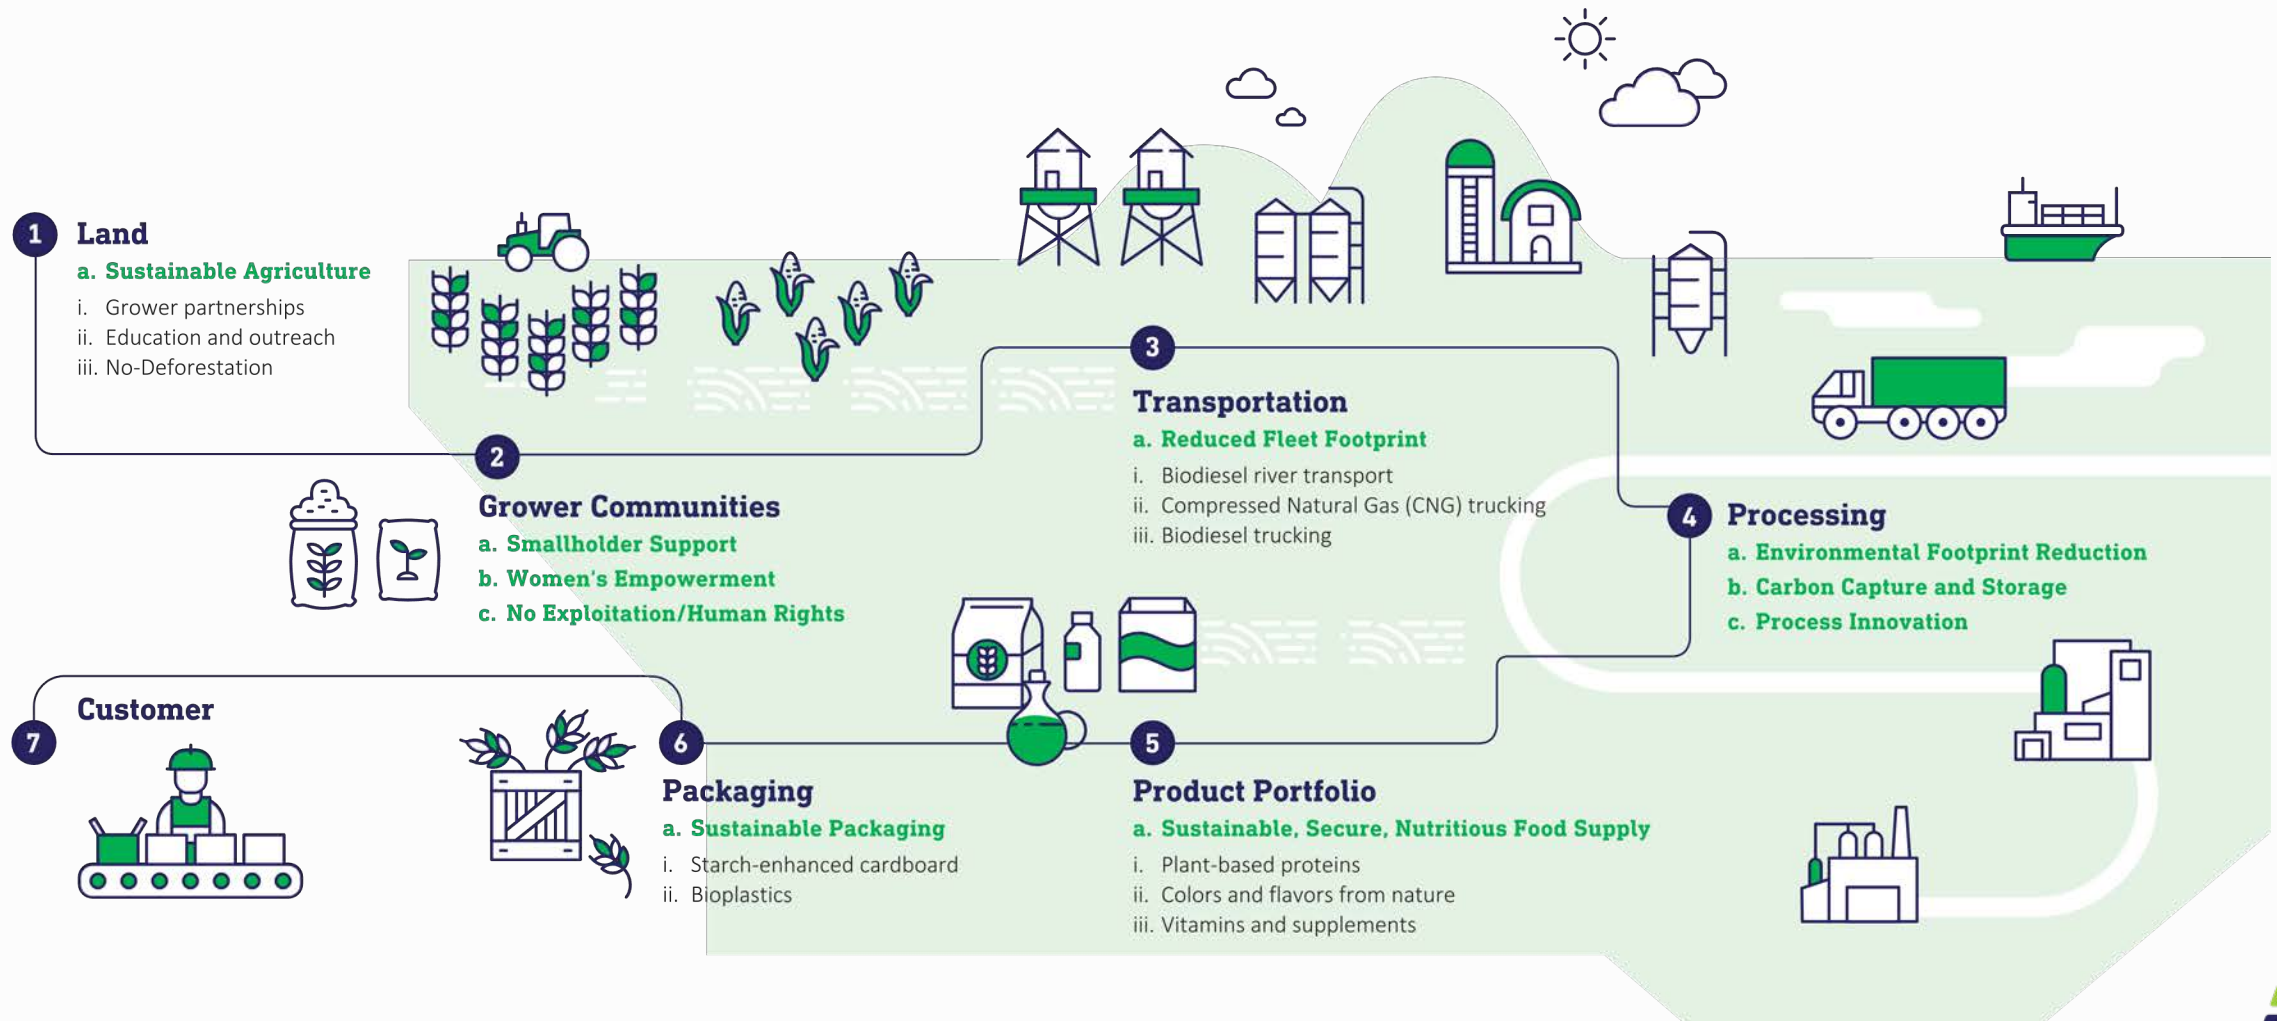 1
Land
a. Sustainable Agriculture
i. Grower partnerships
ii. Education and outreach
iii. No-Deforestation
2
Grower Communities
a. Smallholder Support
b. Women's Empowerment
c. No Exploitation/Human Rights
3
Transportation
a. Reduced Fleet Footprint
i. Biodiesel river transport
ii. Compressed Natural Gas (CNG) trucking
iii. Biodiesel trucking
4
Processing
a. Environmental Footprint Reduction
b. Carbon Capture and Storage
c. Process Innovation
5
Product Portfolio
a. Sustainable, Secure, Nutritious Food Supply
i. Plant-based proteins
ii. Colors and flavors from nature
iii. Vitamins and supplements
6
Packaging
a. Sustainable Packaging
i. Starch-enhanced cardboard
ii. Bioplastics
7
Customer